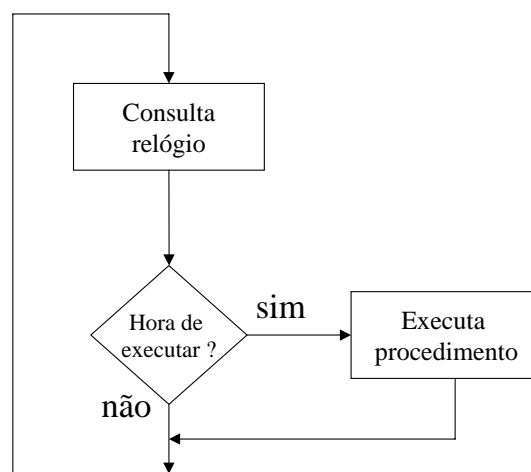 Consulta
relógio
Hora de
executar ?
sim
Executa
procedimento
não